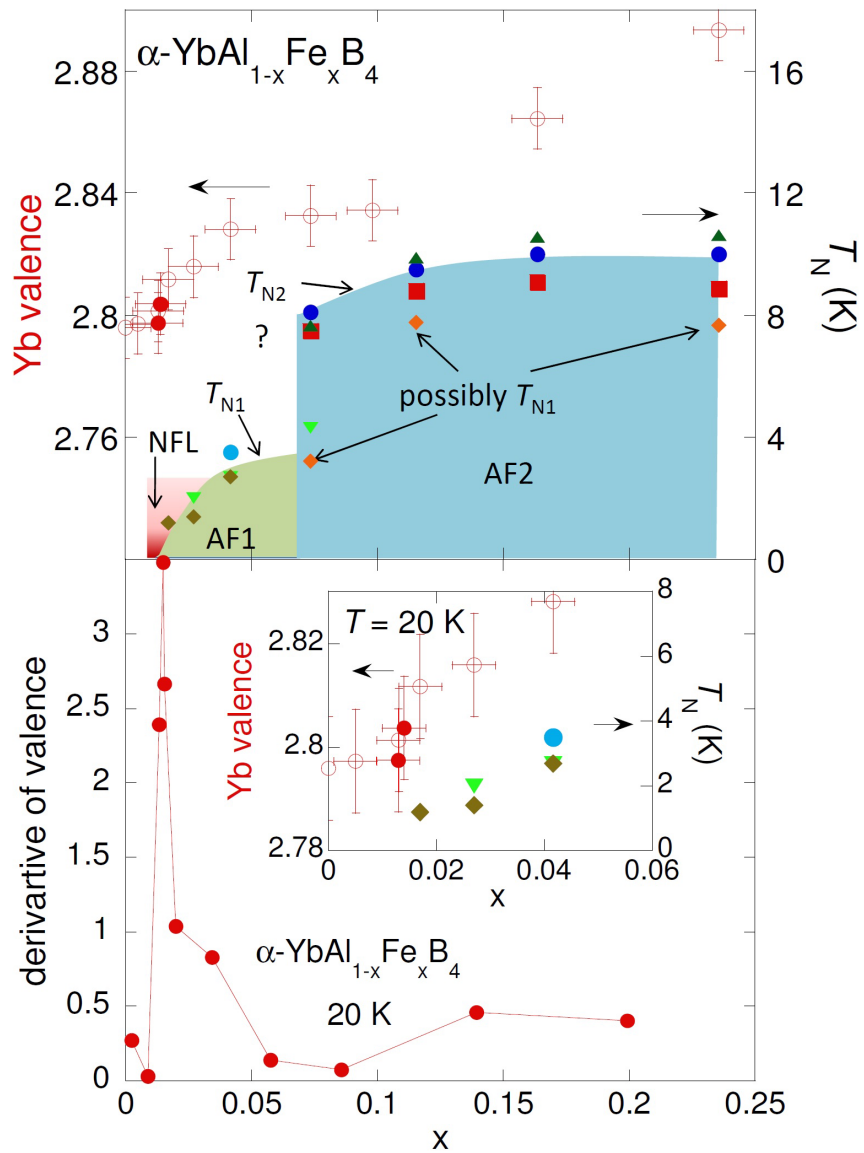 α-YbAl1-xFexB4
2.88
2.84
2.8
2.76
Yb valence
16
12
8
4
0
TN (K)
TN2
?
TN1
possibly TN1
NFL
AF1
AF2
3
2.5
2
1.5
1
0.5
0
derivartive of valence
T = 20 K
2.82
2.8
2.78
Yb valence
8
6
4
2
0
TN (K)
0 0.02 0.04 0.06
x
α-YbAl1-xFexB4
20 K
0 0.05 0.1 0.15 0.2 0.25
x